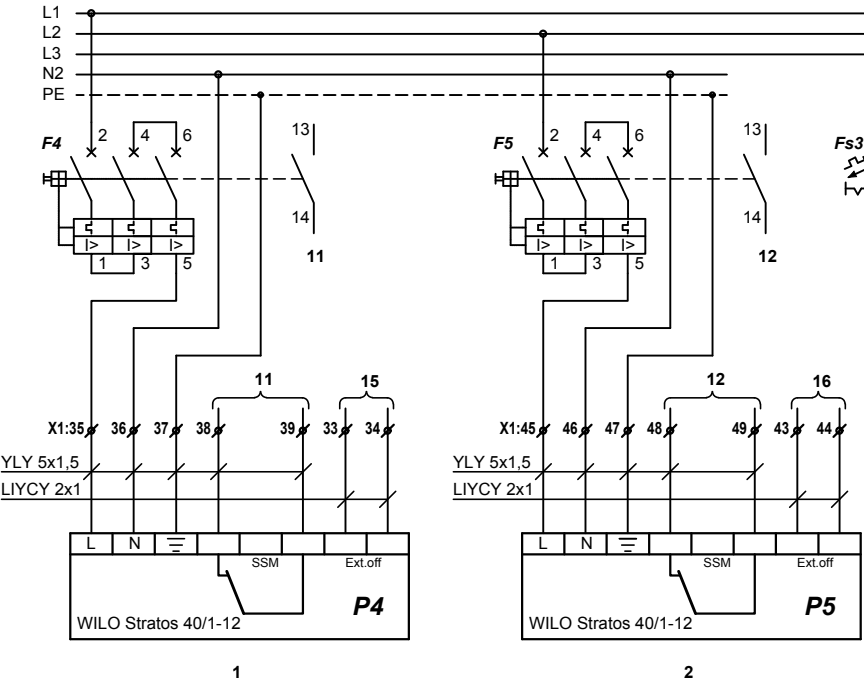 L1
L2
L3
N2
PE
F4 2 4 6 13
14
I> I> I>
1 3 5
11
F5 2 4 6 13
14
I> I> I>
1 3 5
12
Fs3
11 15
X1:35 36 37 38 39 33 34
YLY 5x1,5
LIYCY 2x1
L N
SSM Ext.off
WILO Stratos 40/1-12 P4
1
12 16
X1:45 46 47 48 49 43 44
YLY 5x1,5
LIYCY 2x1
L N
SSM Ext.off
WILO Stratos 40/1-12 P5
2